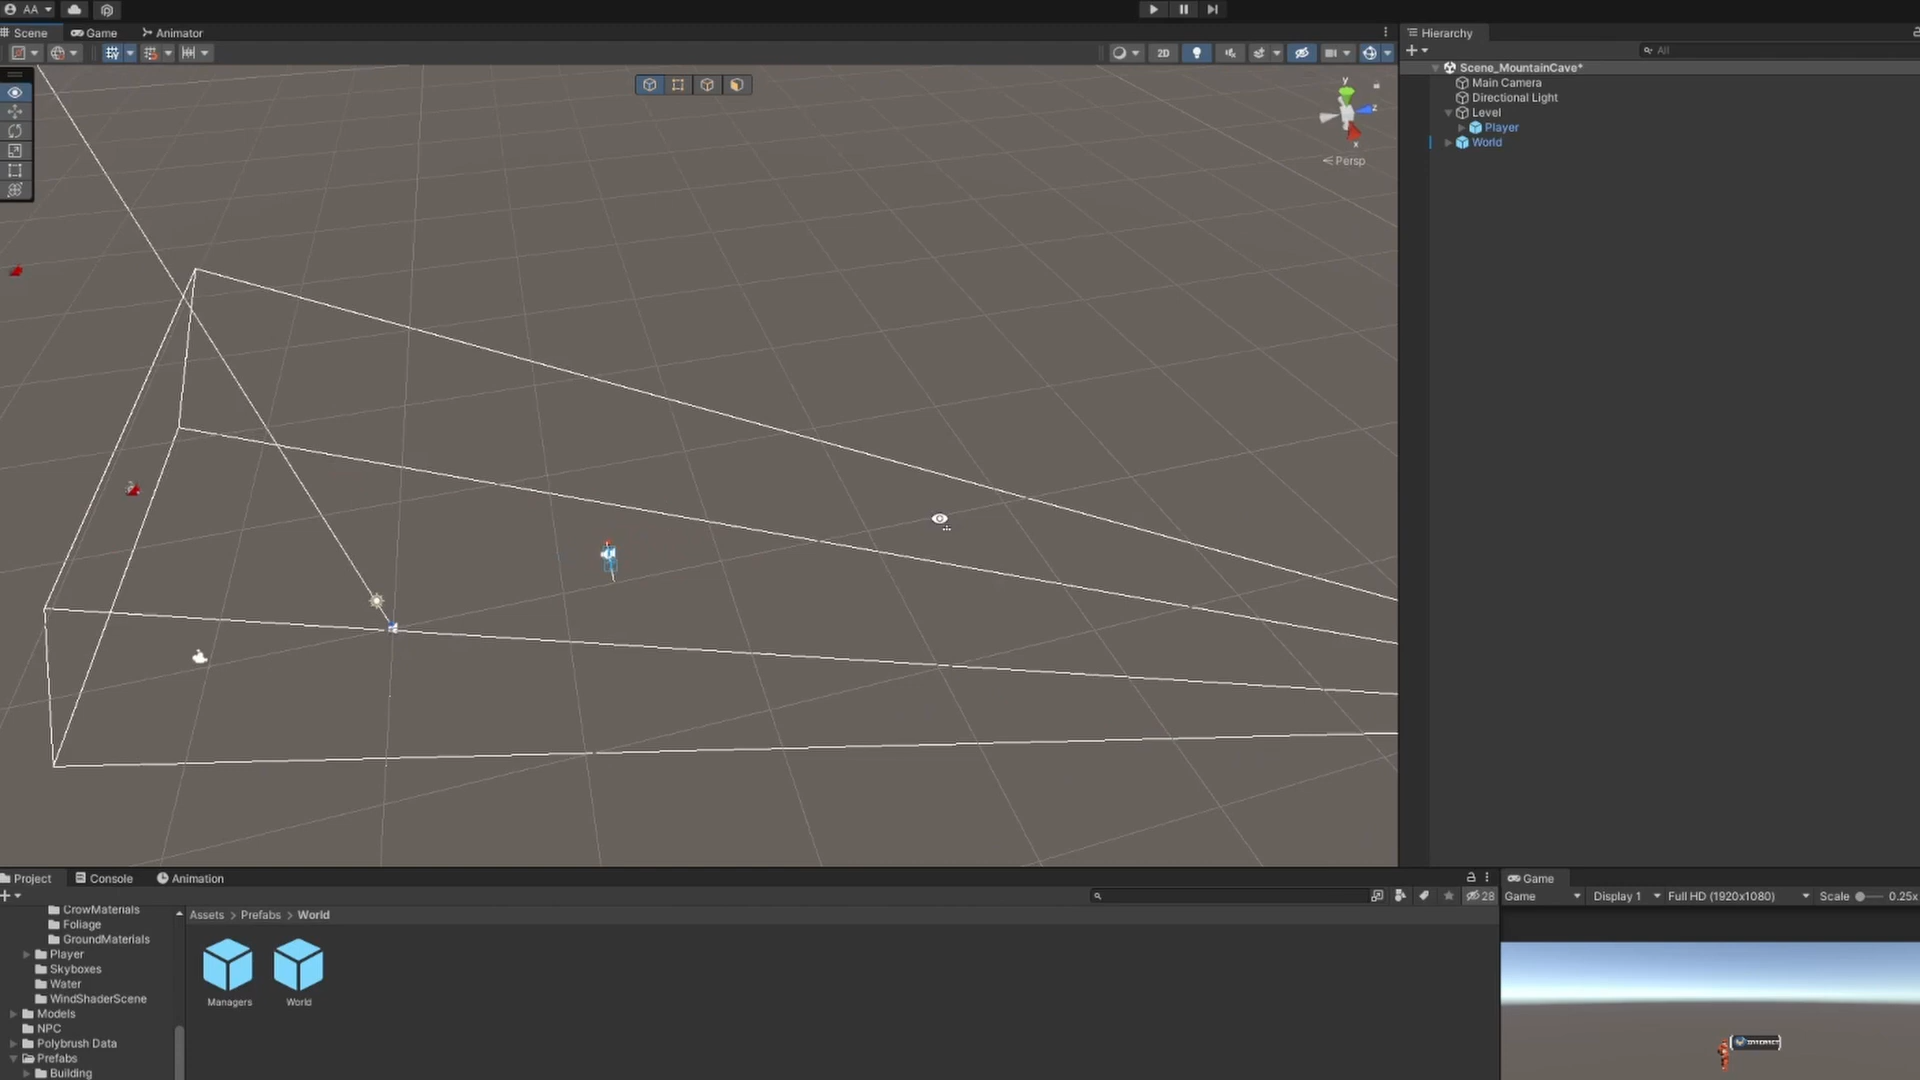 AA
Scene Game Animator
Hierarchy
2D
All
Scene_MountainCave*
Main Camera
Directional Light
Level
Player
World
y
z
x
Persp
Project Console Animation
28
Assets > Prefabs > World
CrowMaterials
Foliage
GroundMaterials
Player
Skyboxes
Water
WindShaderScene
Models
NPC
Polybrush Data
Prefabs
Building
Managers
World
Game
Game Display 1 Full HD (1920x1080) Scale 0.25x
INTERACT